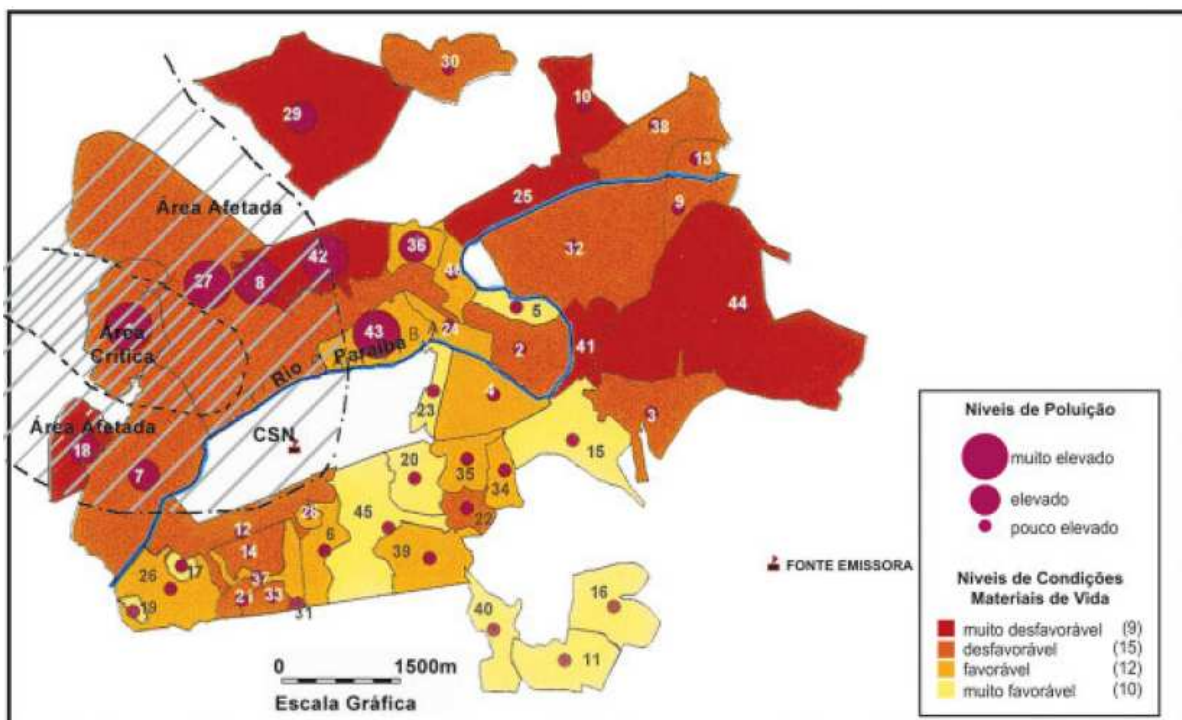 30
29
10
38
13
25
9
Área Afetada
36
42
32
46
27
8
5
44
43
B
A
24
Área
Crítica
Paraíba
2
41
Rio
4
23
3
Área Afetada
CSN
15
18
7
20
35
34
28
22
12
45
6
14
39
26
17
37
21
33
19
31
16
40
11
0 1500m
Escala Gráfica
FONTE EMISSORA
Níveis de Poluição
muito elevado
elevado
pouco elevado
Níveis de Condições
Materiais de Vida
muito desfavorável (9)
desfavorável (15)
favorável (12)
muito favorável (10)